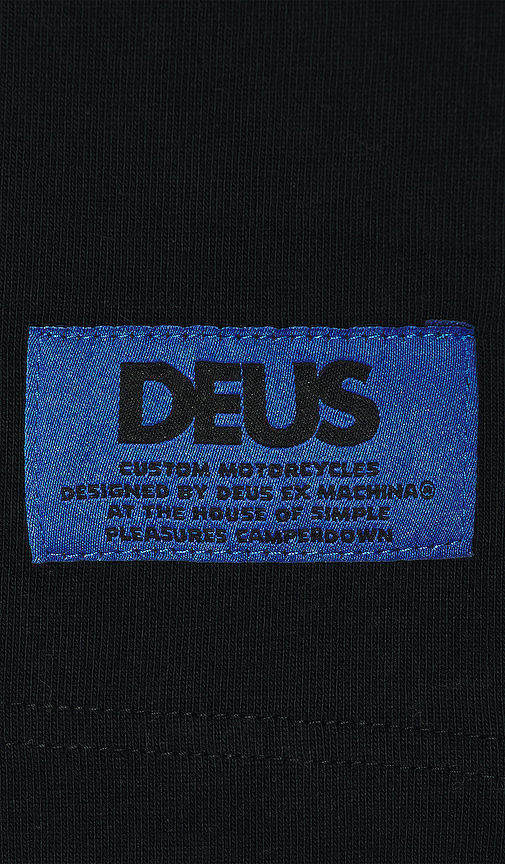 DEUS
CUSTOM MOTORCYCLES
DESIGNED BY DEUS EX MACHINA®
AT THE HOUSE OF SIMPLE
PLEASURES CAMPERDOWN